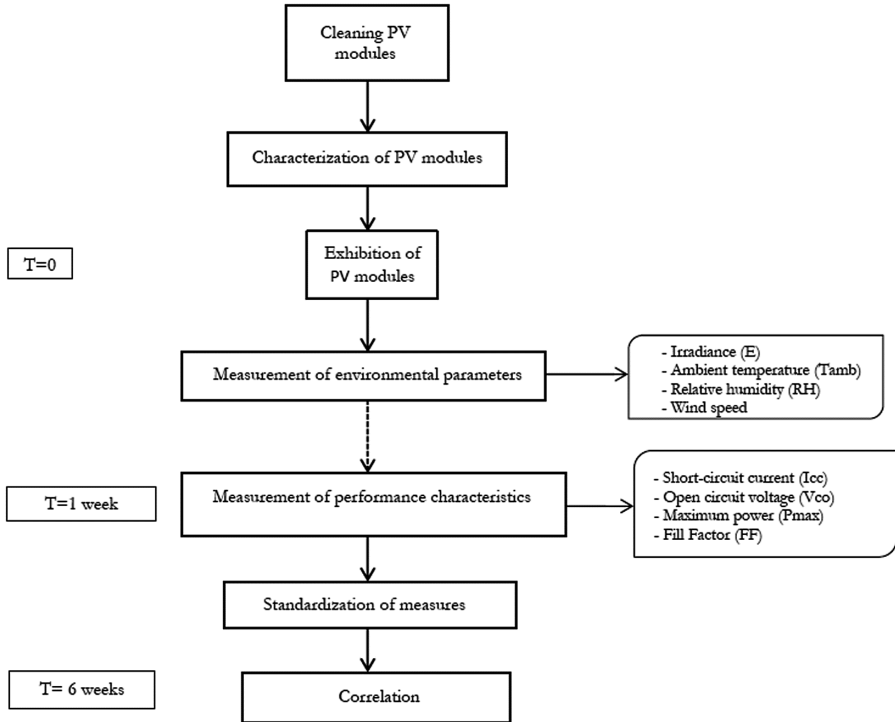 Cleaning PV
modules
Characterization of PV modules
T=0
Exhibition of
PV modules
Measurement of environmental parameters
- Irradiance (E)
- Ambient temperature (Tamb)
- Relative humidity (RH)
- Wind speed
T=1 week
Measurement of performance characteristics
- Short-circuit current (Icc)
- Open circuit voltage (Vco)
- Maximum power (Pmax)
- Fill Factor (FF)
Standardization of measures
T= 6 weeks
Correlation